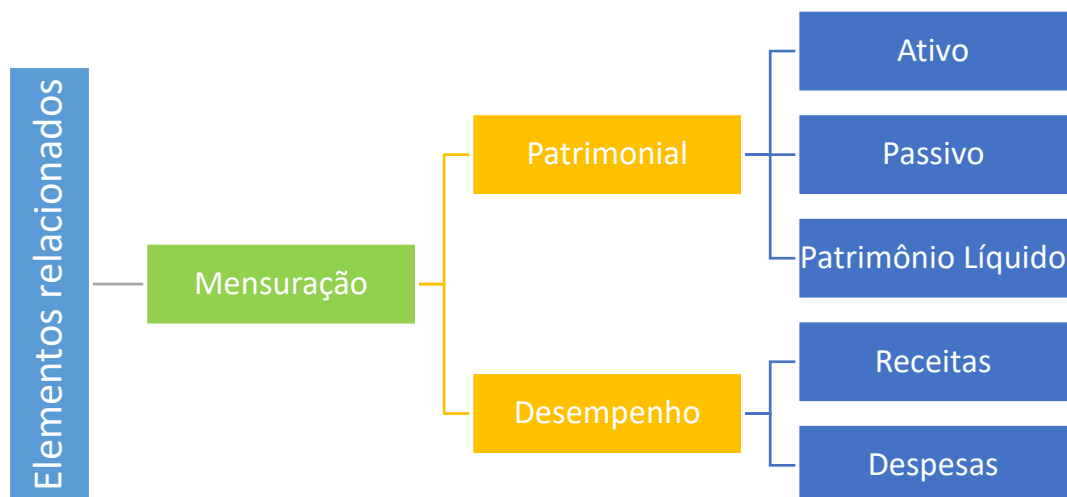 Elementos relacionados
Mensuração
Patrimonial
Ativo
Passivo
Patrimônio Líquido
Desempenho
Receitas
Despesas